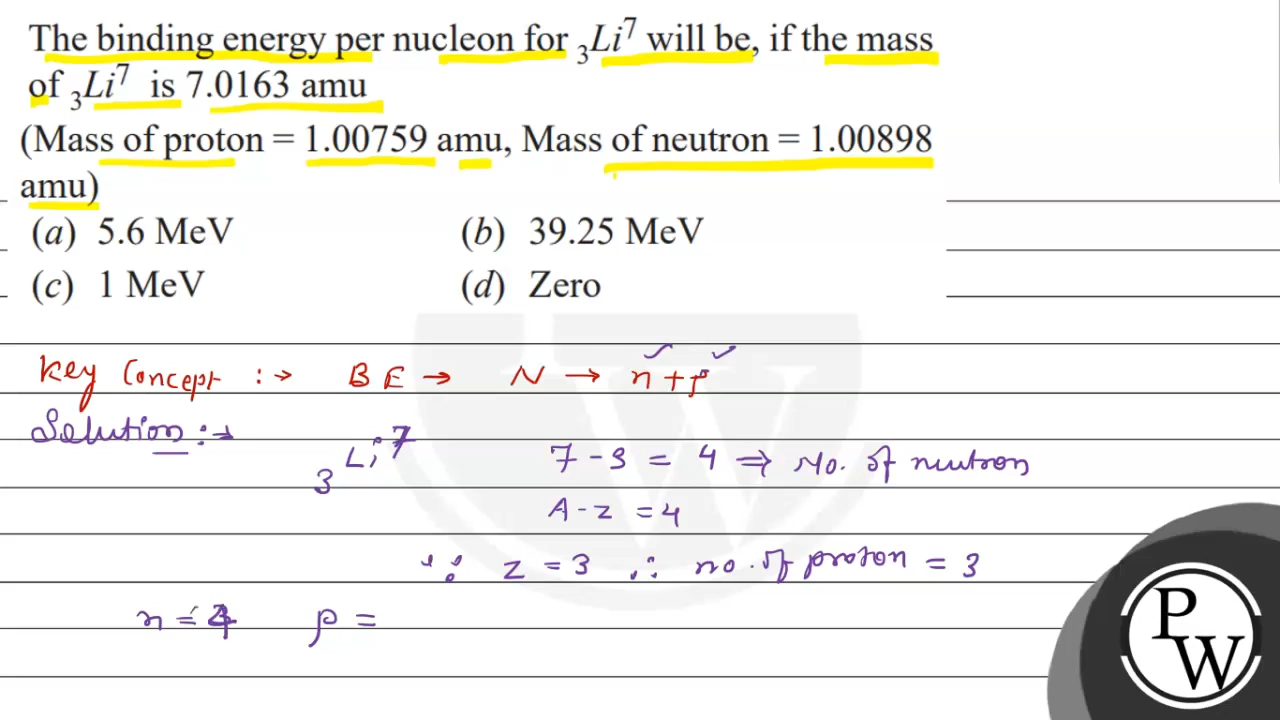 The binding energy per nucleon for ₃Li⁷ will be, if the mass
of ₃Li⁷ is 7.0163 amu
(Mass of proton = 1.00759 amu, Mass of neutron = 1.00898
amu)
(a) 5.6 MeV (b) 39.25 MeV
(c) 1 MeV (d) Zero
Key Concept :→ BE → N → n + p
Solution :→
₃Li⁷ 7 - 3 = 4 ⇒ No. of neutron
A - z = 4
∵ z = 3 ∴ no. of proton = 3
n = 4 p =
PW